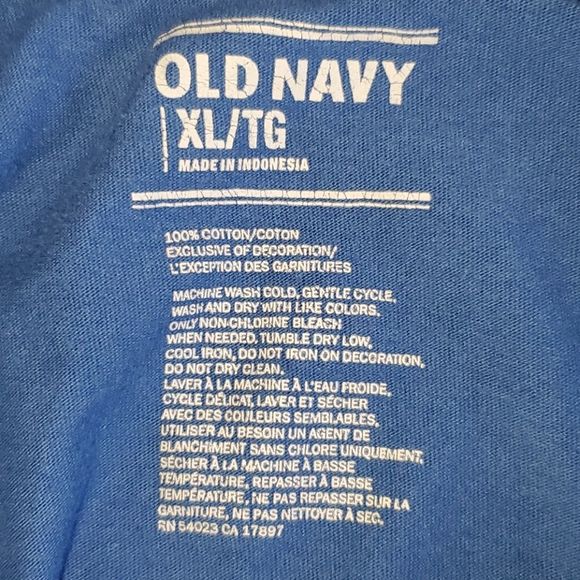 OLD NAVY
XL/TG
MADE IN INDONESIA
100% COTTON/COTON
EXCLUSIVE OF DECORATION/
L'EXCEPTION DES GARNITURES
MACHINE WASH COLD, GENTLE CYCLE,
WASH AND DRY WITH LIKE COLORS.
ONLY NON-CHLORINE BLEACH
WHEN NEEDED, TUMBLE DRY LOW,
COOL IRON, DO NOT IRON ON DECORATION,
DO NOT DRY CLEAN.
LAVER À LA MACHINE À L'EAU FROIDE,
CYCLE DÉLICAT, LAVER ET SÉCHER
AVEC DES COULEURS SEMBLABLES,
UTILISER AU BESOIN UN AGENT DE
BLANCHIMENT SANS CHLORE UNIQUEMENT,
SÉCHER À LA MACHINE À BASSE
TEMPÉRATURE, REPASSER À BASSE
TEMPÉRATURE, NE PAS REPASSER SUR LA
GARNITURE, NE PAS NETTOYER À SEC.
RN 54023 CA 17897